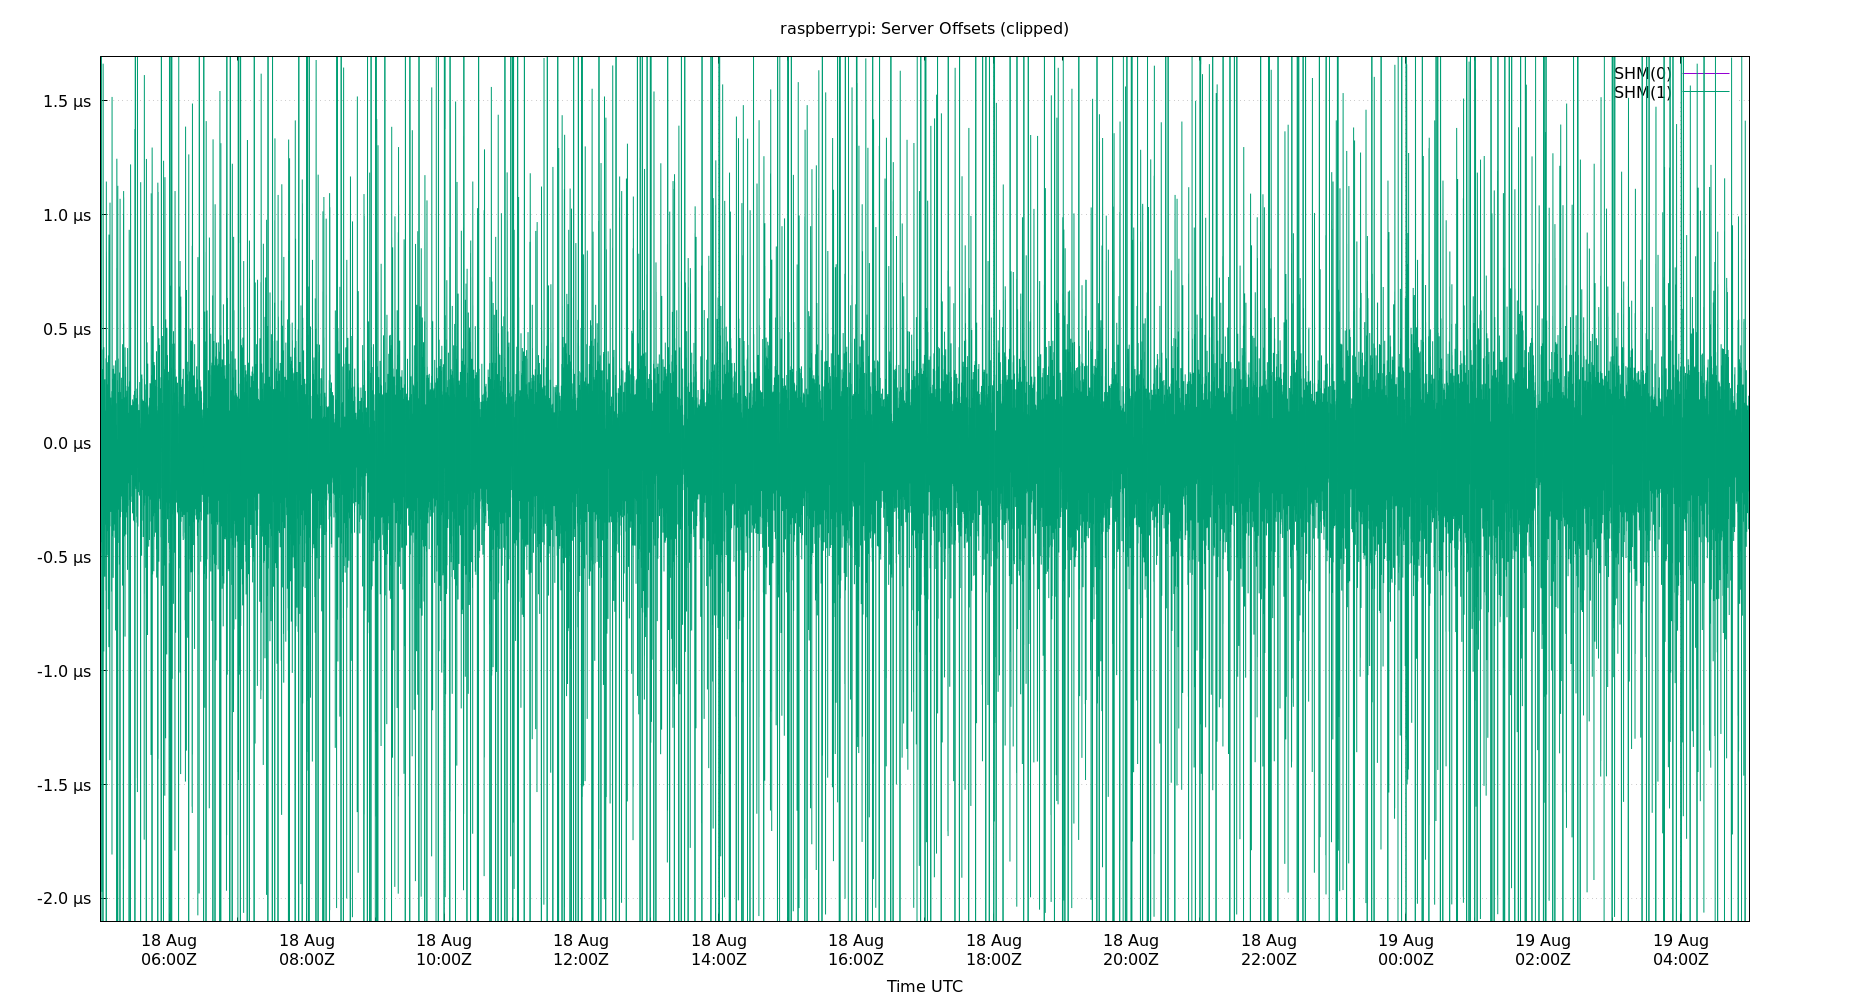 raspberrypi: Server Offsets (clipped)
SHM(0)
SHM(1)
1.5 µs
1.0 µs
0.5 µs
0.0 µs
-0.5 µs
-1.0 µs
-1.5 µs
-2.0 µs
18 Aug 18 Aug 18 Aug 18 Aug 18 Aug 18 Aug 18 Aug 18 Aug 18 Aug 19 Aug 19 Aug 19 Aug
06:00Z 08:00Z 10:00Z 12:00Z 14:00Z 16:00Z 18:00Z 20:00Z 22:00Z 00:00Z 02:00Z 04:00Z
Time UTC